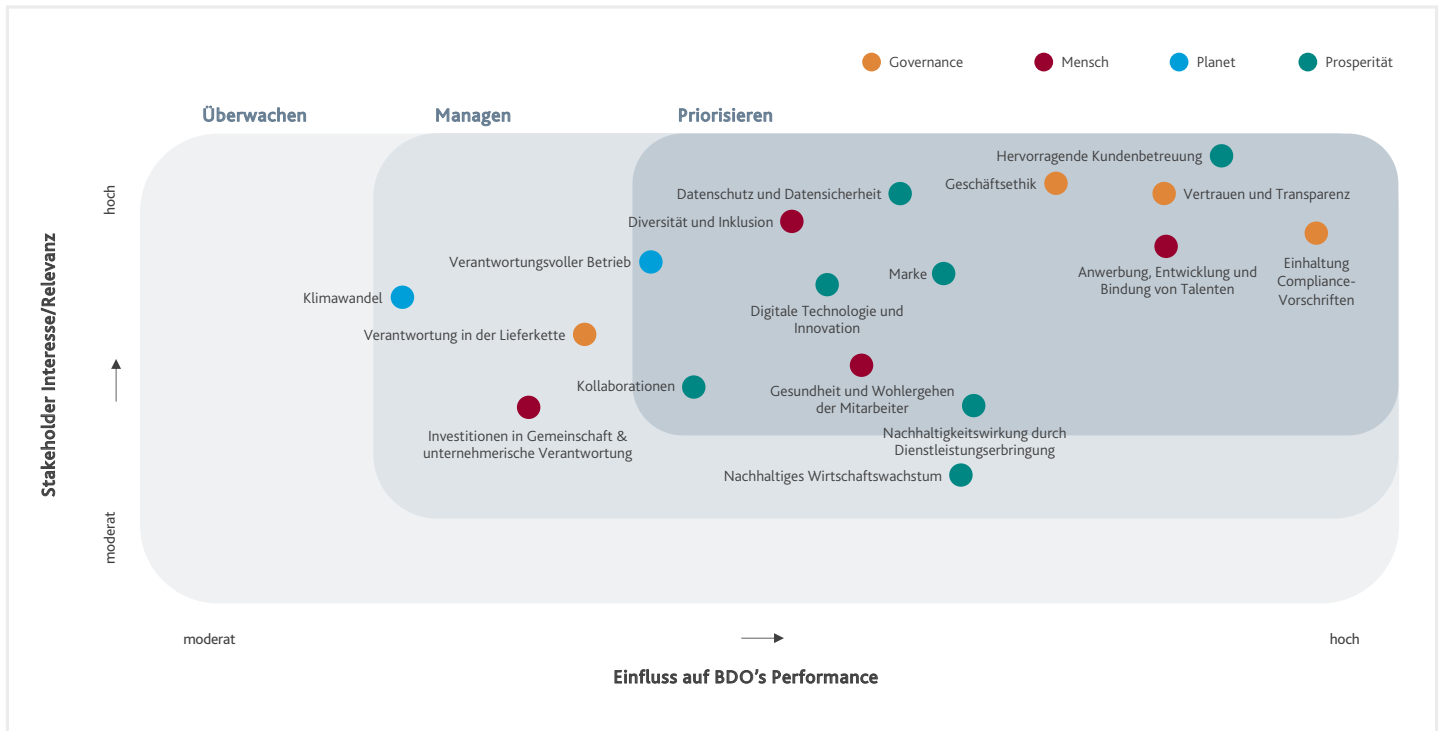 Governance
Mensch
Planet
Prosperität
Überwachen
Managen
Priorisieren
Stakeholder Interesse/Relevanz
hoch
moderat
Hervorragende Kundenbetreuung
Geschäftsethik
Datenschutz und Datensicherheit
Vertrauen und Transparenz
Diversität und Inklusion
Einhaltung
Compliance-
Vorschriften
Anwerbung, Entwicklung und
Bindung von Talenten
Verantwortungsvoller Betrieb
Marke
Klimawandel
Digitale Technologie und
Innovation
Verantwortung in der Lieferkette
Kollaborationen
Gesundheit und Wohlergehen
der Mitarbeiter
Investitionen in Gemeinschaft &
unternehmerische Verantwortung
Nachhaltigkeitswirkung durch
Dienstleistungserbringung
Nachhaltiges Wirtschaftswachstum
moderat
hoch
Einfluss auf BDO's Performance